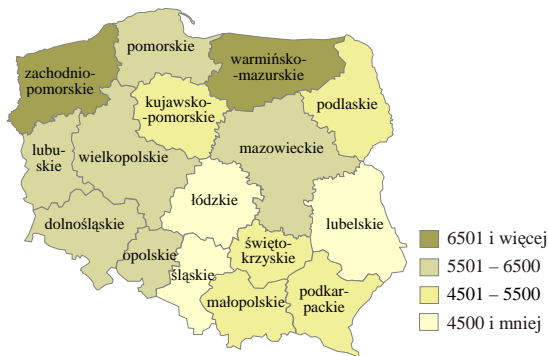 pomorskie
warmińsko-
-mazurskie
zachodnio-
pomorskie
kujawsko-
-pomorskie
podlaskie
lubu-
skie
wielkopolskie
mazowieckie
łódzkie
dolnośląskie
lubelskie
opolskie
święto-
krzyskie
śląskie
małopolskie
podkar-
packie
6501 i więcej
5501 – 6500
4501 – 5500
4500 i mniej